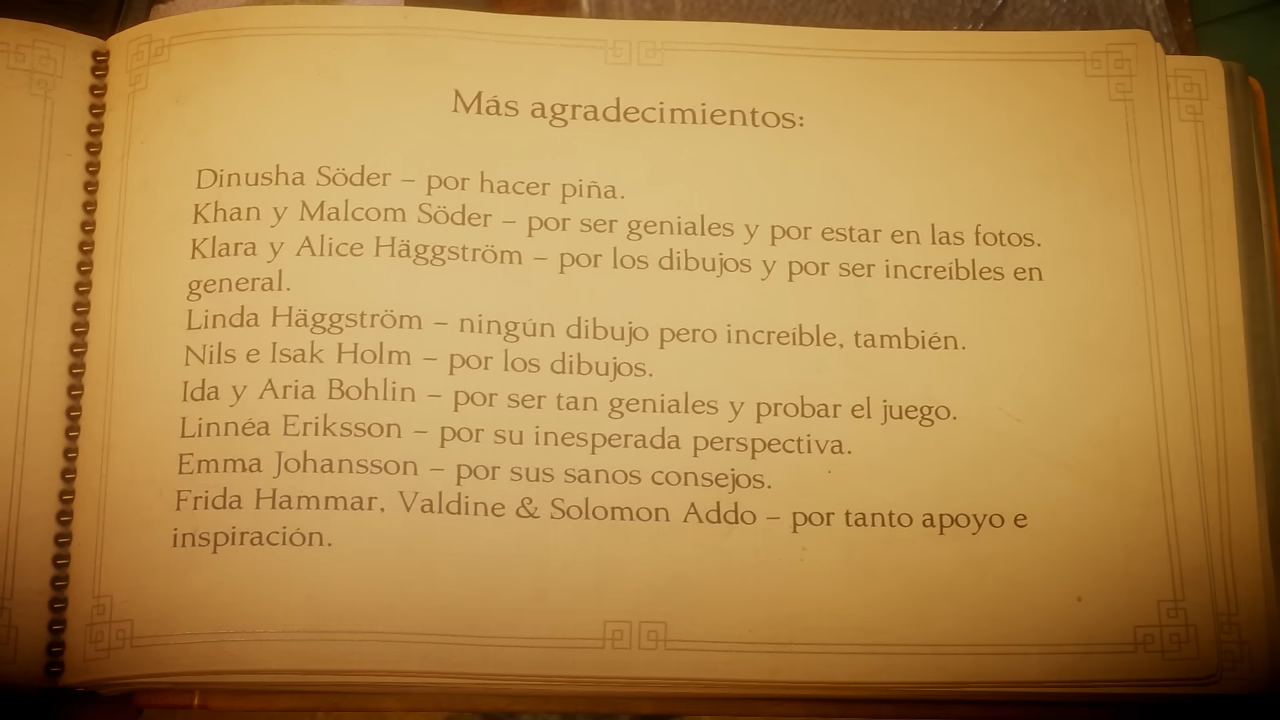 Más agradecimientos:
Dinusha Söder – por hacer piña.
Khan y Malcom Söder – por ser geniales y por estar en las fotos.
Klara y Alice Häggström – por los dibujos y por ser increíbles en
general.
Linda Häggström – ningún dibujo pero increíble, también.
Nils e Isak Holm – por los dibujos.
Ida y Aria Bohlin – por ser tan geniales y probar el juego.
Linnéa Eriksson – por su inesperada perspectiva.
Emma Johansson – por sus sanos consejos.
Frida Hammar, Valdine & Solomon Addo – por tanto apoyo e
inspiración.